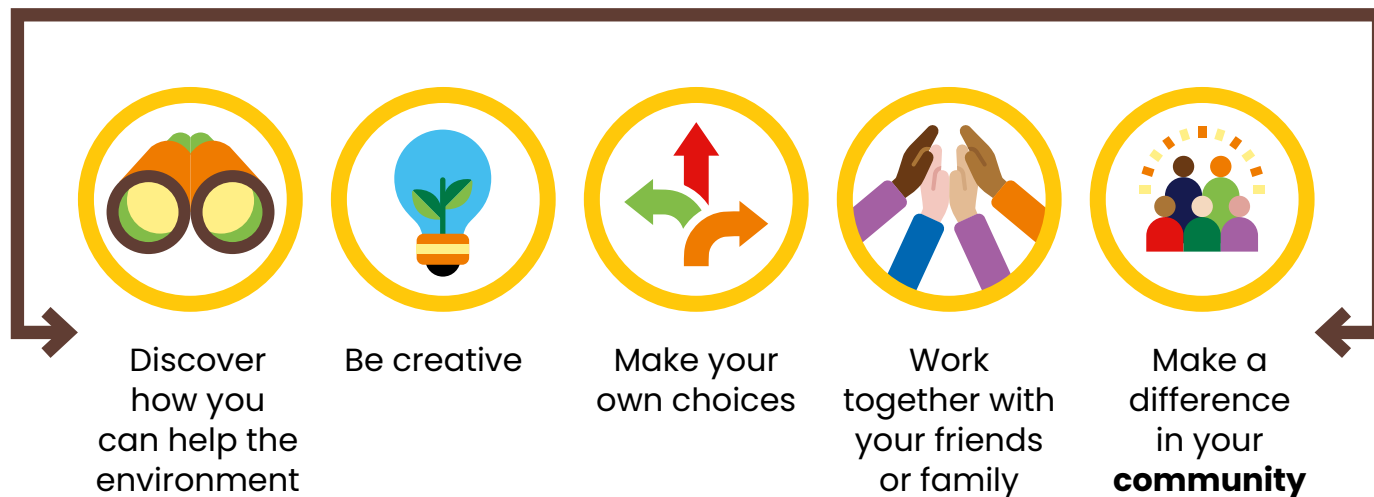 Discover
how you
can help the
environment
Be creative
Make your
own choices
Work
together with
your friends
or family
Make a
difference
in your
community